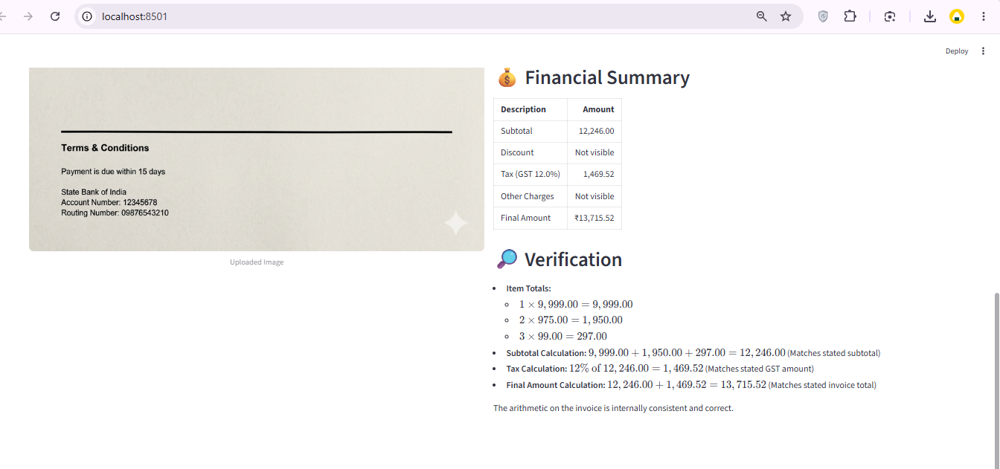 localhost:8501
Deploy
Terms & Conditions
Payment is due within 15 days
State Bank of India
Account Number: 12345678
Routing Number: 09876543210
Uploaded Image
💰 Financial Summary
Description Amount
Subtotal 12,246.00
Discount Not visible
Tax (GST 12.0%) 1,469.52
Other Charges Not visible
Final Amount ₹13,715.52
🔎 Verification
• Item Totals:
◦ 1 × 9,999.00 = 9,999.00
◦ 2 × 975.00 = 1,950.00
◦ 3 × 99.00 = 297.00
• Subtotal Calculation: 9,999.00 + 1,950.00 + 297.00 = 12,246.00 (Matches stated subtotal)
• Tax Calculation: 12% of 12,246.00 = 1,469.52 (Matches stated GST amount)
• Final Amount Calculation: 12,246.00 + 1,469.52 = 13,715.52 (Matches stated invoice total)
The arithmetic on the invoice is internally consistent and correct.